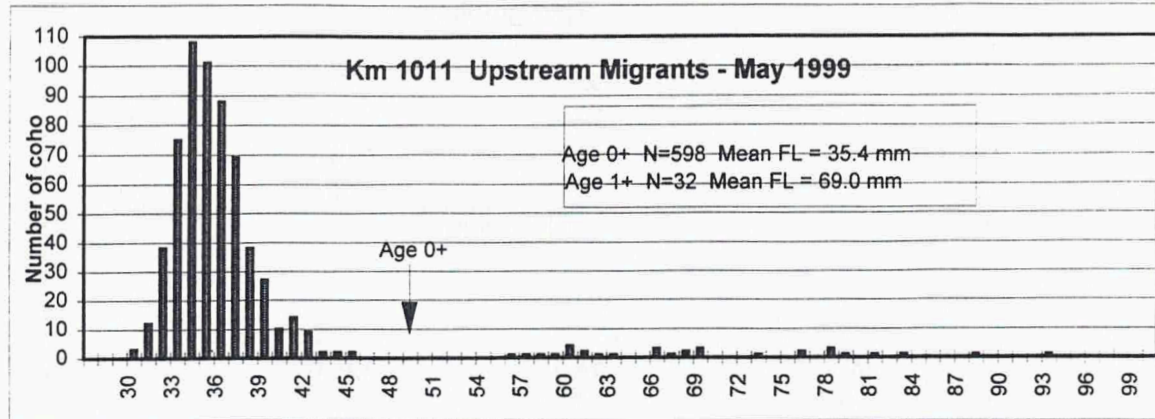 Km 1011 Upstream Migrants - May 1999
Number of coho
110
100
90
80
70
60
50
40
30
20
10
0
Age 0+ N=598 Mean FL = 35.4 mm
Age 1+ N=32 Mean FL = 69.0 mm
Age 0+
30 33 36 39 42 45 48 51 54 57 60 63 66 69 72 75 78 81 84 87 90 93 96 99